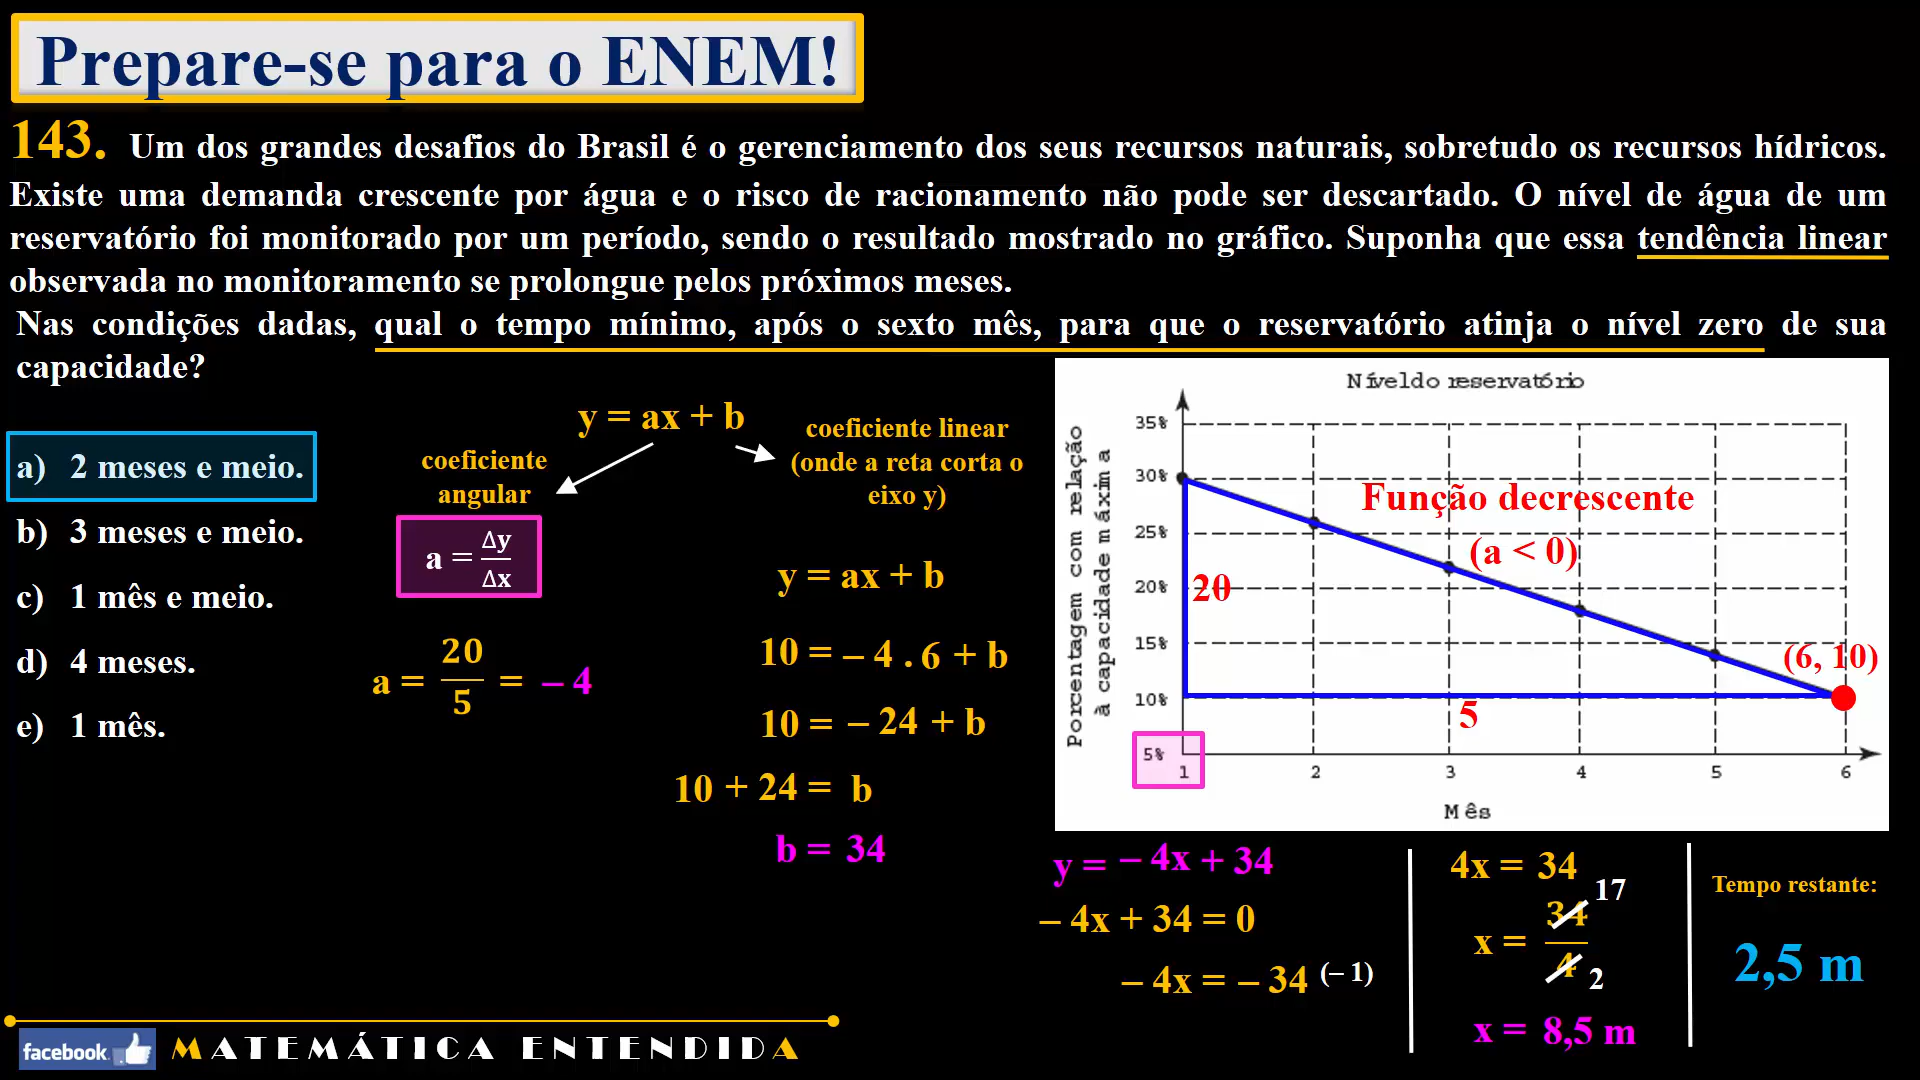 Prepare-se para o ENEM!
143. Um dos grandes desafios do Brasil é o gerenciamento dos seus recursos naturais, sobretudo os recursos hídricos.
Existe uma demanda crescente por água e o risco de racionamento não pode ser descartado. O nível de água de um
reservatório foi monitorado por um período, sendo o resultado mostrado no gráfico. Suponha que essa tendência linear
observada no monitoramento se prolongue pelos próximos meses.
Nas condições dadas, qual o tempo mínimo, após o sexto mês, para que o reservatório atinja o nível zero de sua
capacidade?
a) 2 meses e meio.
b) 3 meses e meio.
c) 1 mês e meio.
d) 4 meses.
e) 1 mês.
y = ax + b
coeficiente
angular
a = Δy/Δx
a = 20/5 = – 4
coeficiente linear
(onde a reta corta o
eixo y)
y = ax + b
10 = – 4 . 6 + b
10 = – 24 + b
10 + 24 = b
b = 34
Nível do reservatório
Porcentagem com relação
à capacidade máxima
35%
30%
25%
20%
15%
10%
5%
1 2 3 4 5 6
Mês
Função decrescente
(a < 0)
20
5
(6, 10)
y = – 4x + 34
– 4x + 34 = 0
– 4x = – 34 (– 1)
4x = 34
x = 34/4 17 2
x = 8,5 m
Tempo restante:
2,5 m
facebook
MATEMÁTICA ENTENDIDA